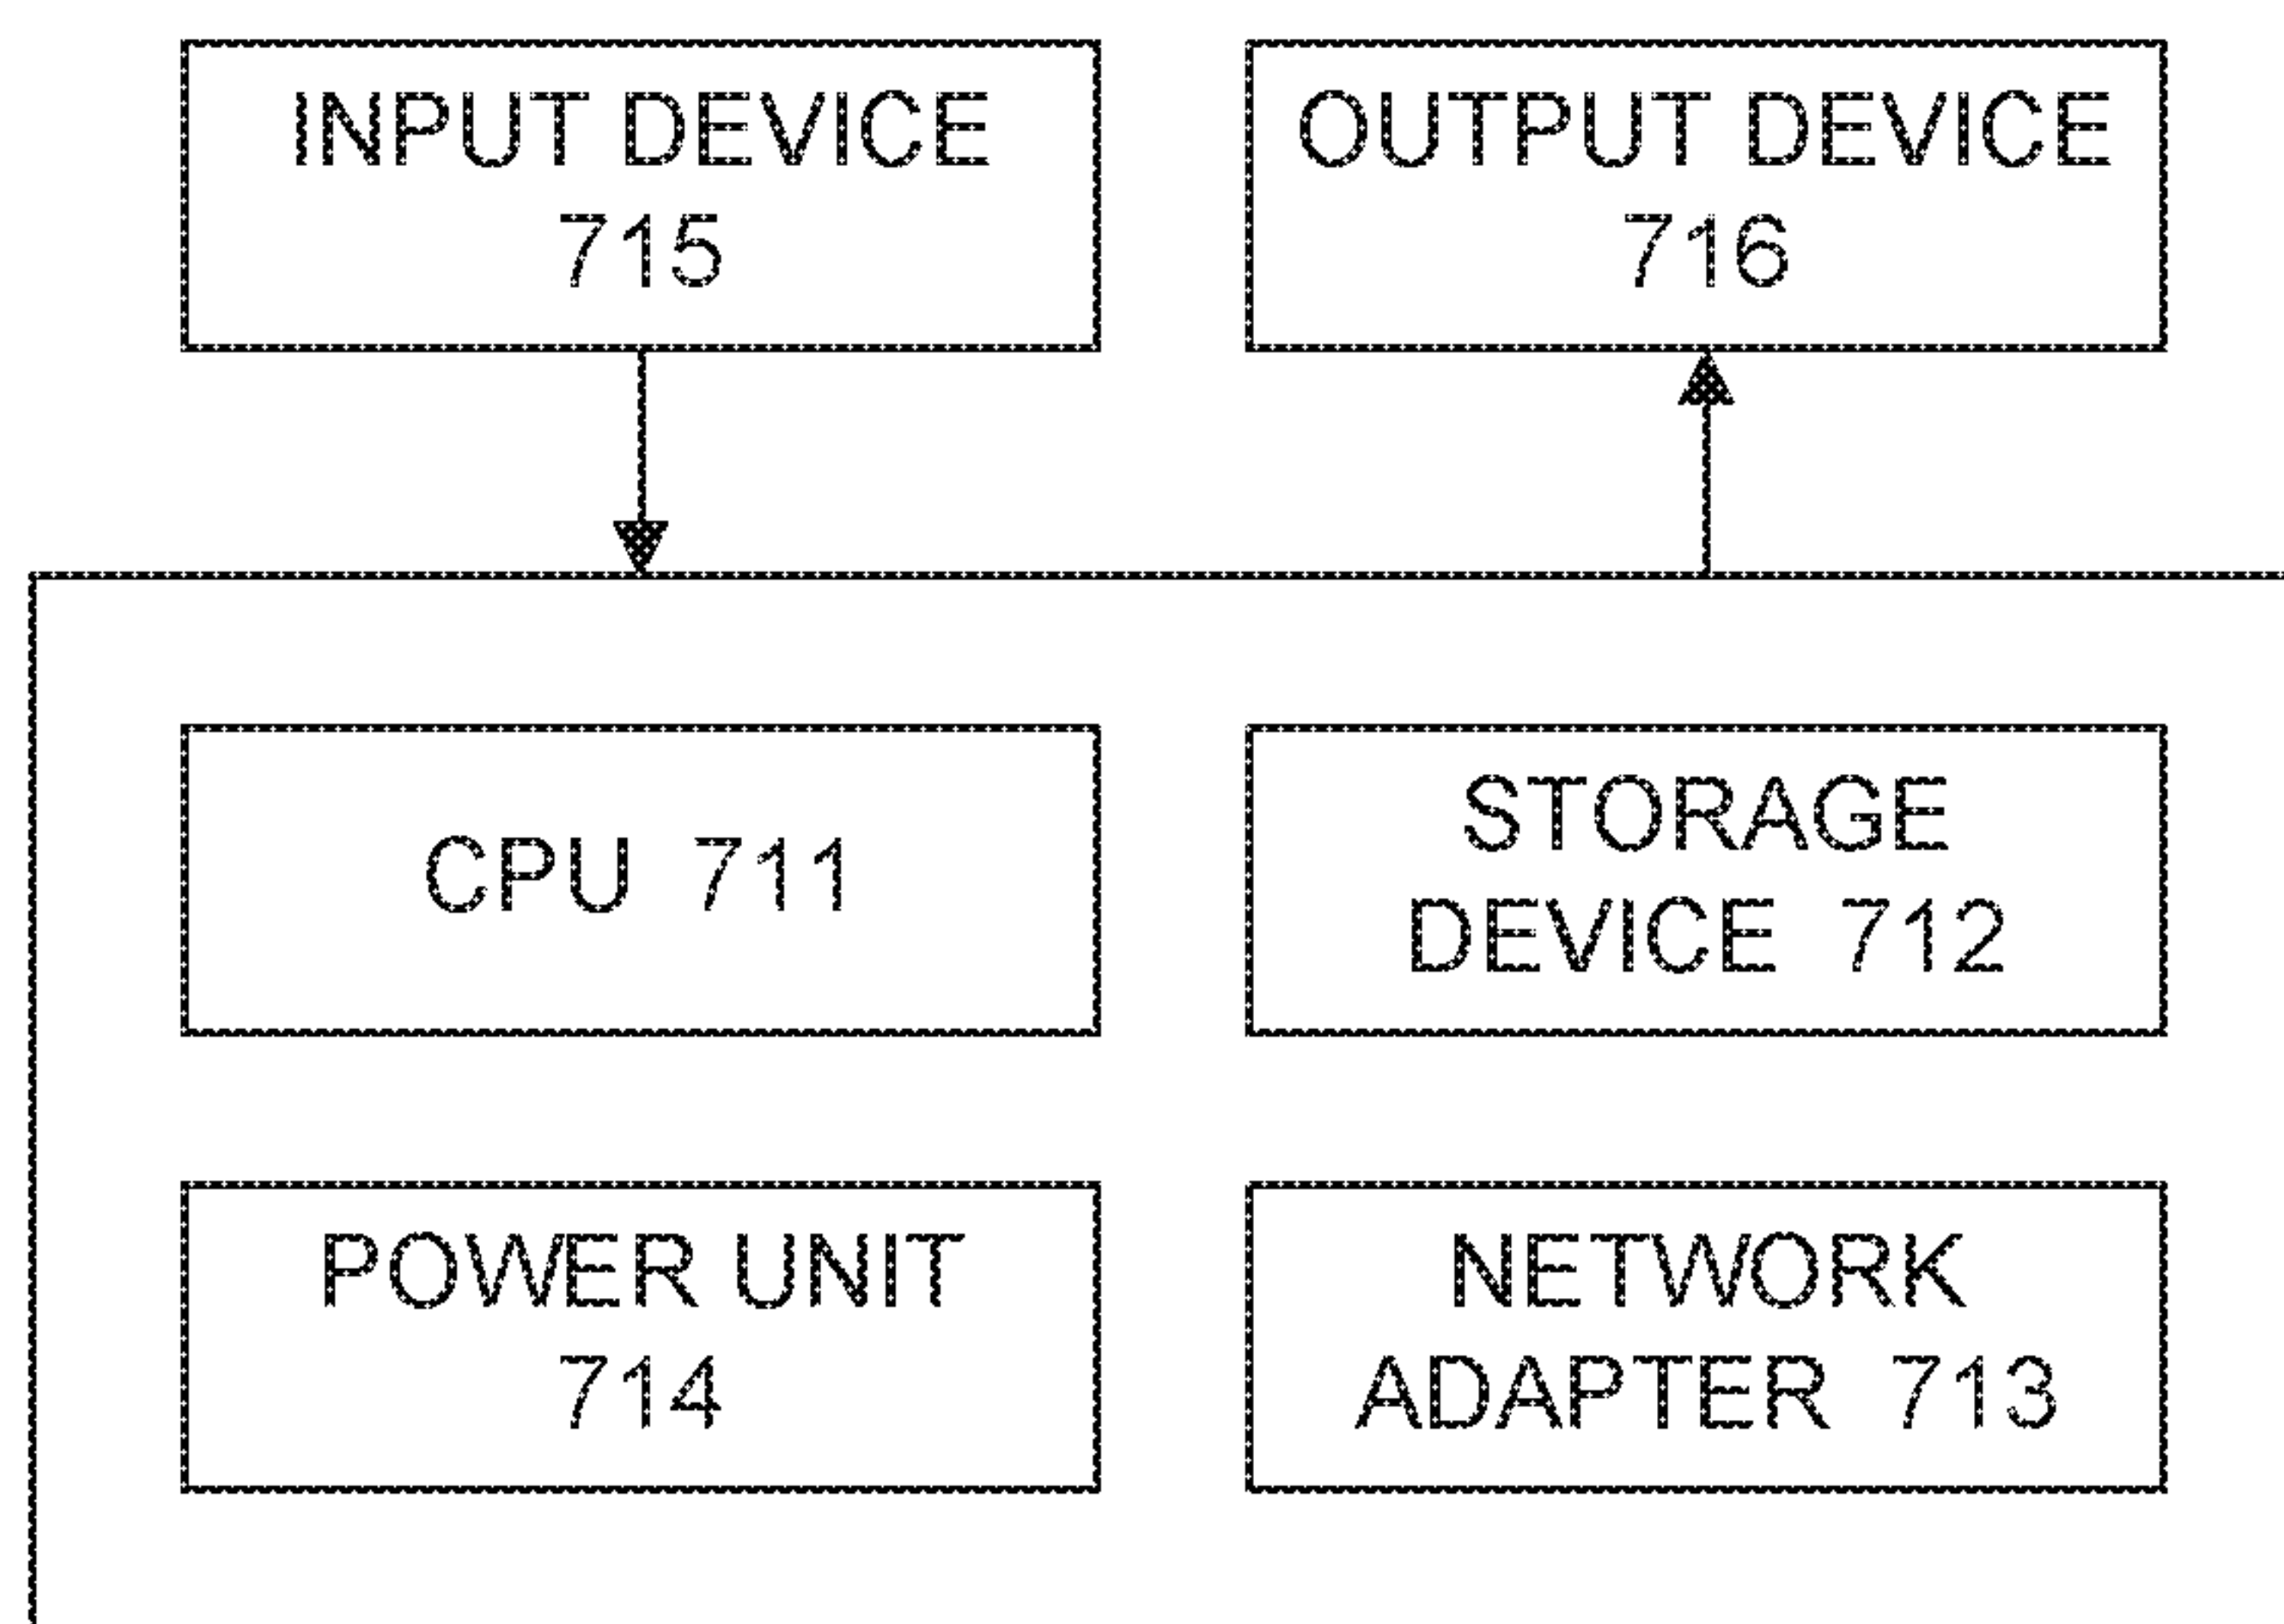 INPUT DEVICE
715
OUTPUT DEVICE
716
CPU 711
STORAGE
DEVICE 712
POWER UNIT
714
NETWORK
ADAPTER 713